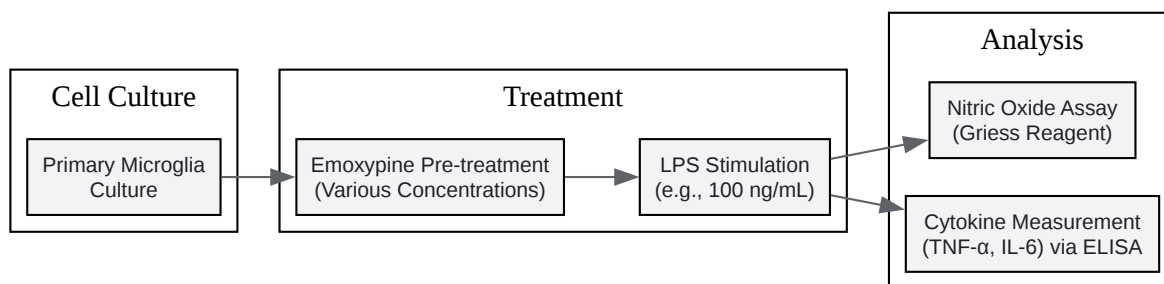 Cell Culture
Primary Microglia
Culture
Treatment
Emoxypine Pre-treatment
(Various Concentrations)
LPS Stimulation
(e.g., 100 ng/mL)
Analysis
Nitric Oxide Assay
(Griess Reagent)
Cytokine Measurement
(TNF-α, IL-6) via ELISA